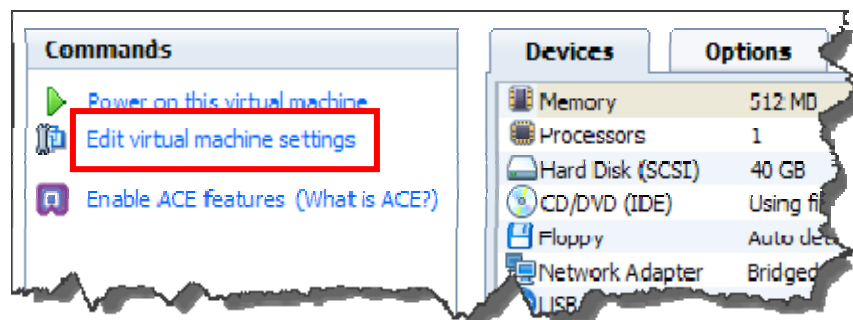 Commands
Power on this virtual machine
Edit virtual machine settings
Enable ACE features (What is ACE?)
Devices Options
Memory 512 MB
Processors 1
Hard Disk (SCSI) 40 GB
CD/DVD (IDE) Using
Floppy Auto
Network Adapter Bridged
USB